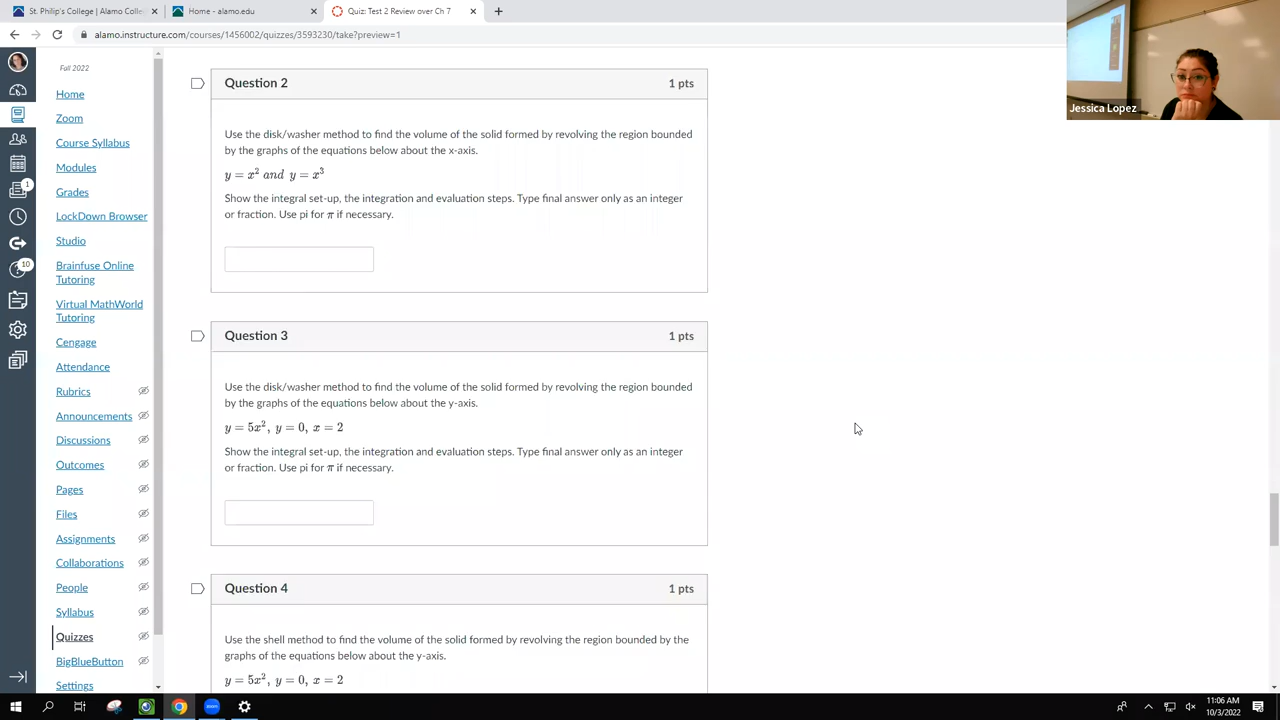 St. Philip's College | Alamo Colle
Home - alamo.edu
Quiz: Test 2 Review over Ch 7
alamo.instructure.com/courses/1456002/quizzes/3593230/take?preview=1
Jessica Lopez
Fall 2022
Home
Zoom
Course Syllabus
Modules
1
Grades
LockDown Browser
Studio
10
Brainfuse Online
Tutoring
Virtual MathWorld
Tutoring
Cengage
Attendance
Rubrics
Announcements
Discussions
Outcomes
Pages
Files
Assignments
Collaborations
People
Syllabus
Quizzes
BigBlueButton
Settings
Question 2 1 pts
Use the disk/washer method to find the volume of the solid formed by revolving the region bounded
by the graphs of the equations below about the x-axis.
y = x² and y = x³
Show the integral set-up, the integration and evaluation steps. Type final answer only as an integer
or fraction. Use pi for π if necessary.
Question 3 1 pts
Use the disk/washer method to find the volume of the solid formed by revolving the region bounded
by the graphs of the equations below about the y-axis.
y = 5x², y = 0, x = 2
Show the integral set-up, the integration and evaluation steps. Type final answer only as an integer
or fraction. Use pi for π if necessary.
Question 4 1 pts
Use the shell method to find the volume of the solid formed by revolving the region bounded by the
graphs of the equations below about the y-axis.
y = 5x², y = 0, x = 2
11:06 AM
10/3/2022